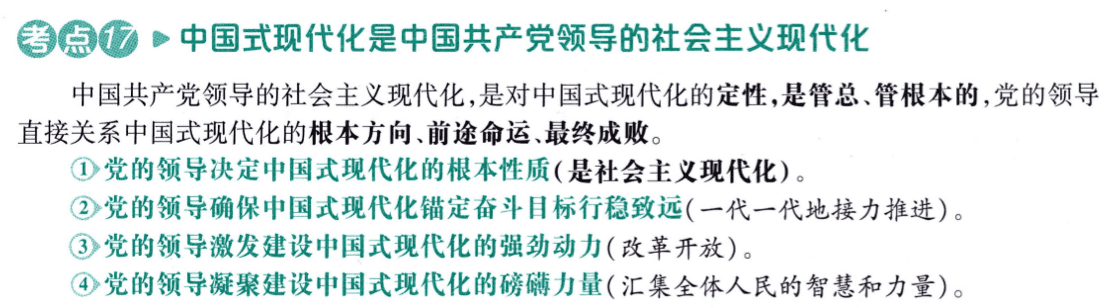 考点17 ▶ 中国式现代化是中国共产党领导的社会主义现代化
中国共产党领导的社会主义现代化,是对中国式现代化的定性,是管总、管根本的,党的领导
直接关系中国式现代化的根本方向、前途命运、最终成败。
①党的领导决定中国式现代化的根本性质(是社会主义现代化)。
②党的领导确保中国式现代化锚定奋斗目标行稳致远(一代一代地接力推进)。
③党的领导激发建设中国式现代化的强劲动力(改革开放)。
④党的领导凝聚建设中国式现代化的磅礴力量(汇集全体人民的智慧和力量)。